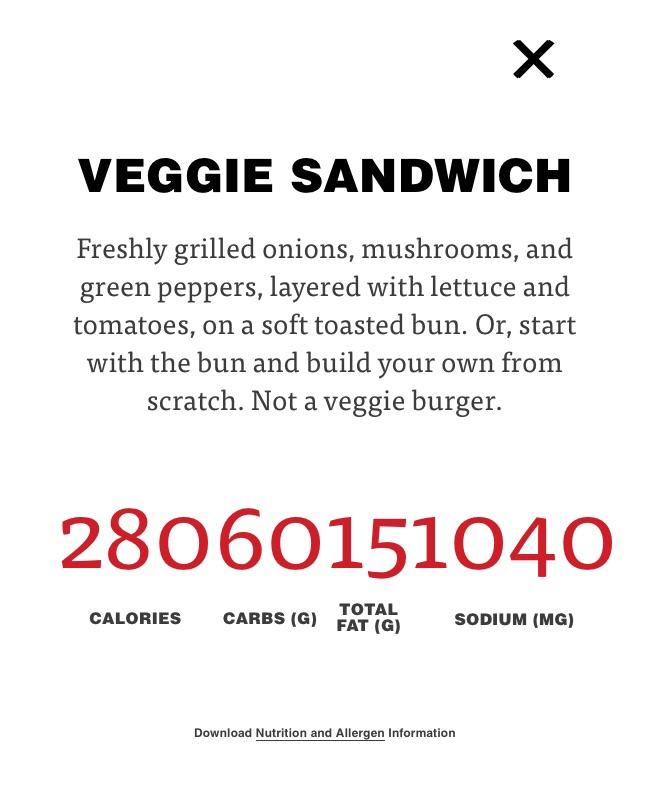 VEGGIE SANDWICH
Freshly grilled onions, mushrooms, and
green peppers, layered with lettuce and
tomatoes, on a soft toasted bun. Or, start
with the bun and build your own from
scratch. Not a veggie burger.
28060151040
CALORIES CARBS (G) TOTAL FAT (G) SODIUM (MG)
Download Nutrition and Allergen Information